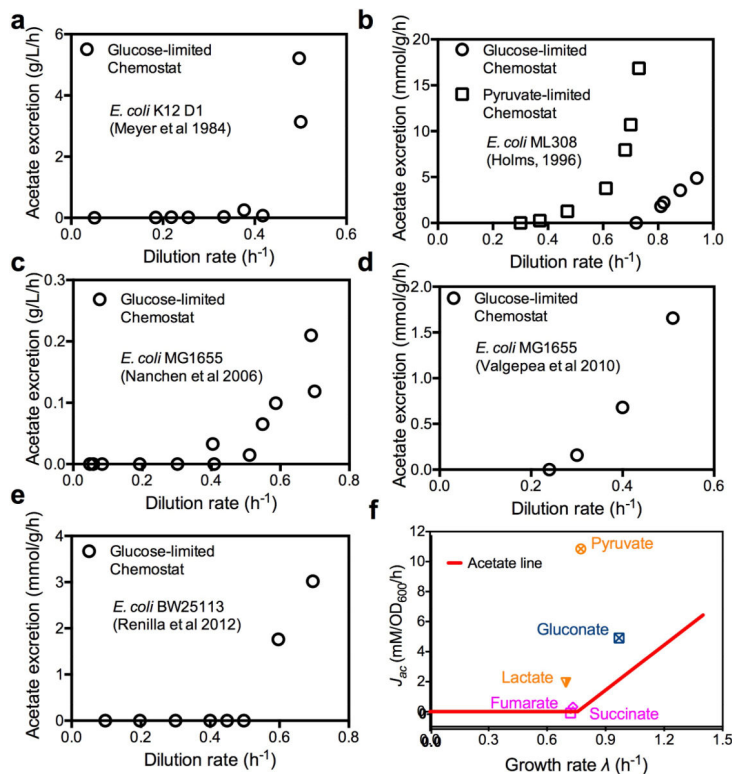 a
Acetate excretion (g/L/h)
6
4
2
0
Glucose-limited
Chemostat
E. coli K12 D1
(Meyer et al 1984)
0.0 0.2 0.4 0.6
Dilution rate (h-1)
b
Acetate excretion (mmol/g/h)
20
15
10
5
0
Glucose-limited
Chemostat
Pyruvate-limited
Chemostat
E. coli ML308
(Holms, 1996)
0.0 0.2 0.4 0.6 0.8 1.0
Dilution rate (h-1)
c
Acetate excretion (g/L/h)
0.3
0.2
0.1
0.0
Glucose-limited
Chemostat
E. coli MG1655
(Nanchen et al 2006)
0.0 0.2 0.4 0.6 0.8
Dilution rate (h-1)
d
Acetate excretion (mmol/g/h)
2.0
1.5
1.0
0.5
0.0
Glucose-limited
Chemostat
E. coli MG1655
(Valgepea et al 2010)
0.0 0.2 0.4 0.6
Dilution rate (h-1)
e
Acetate excretion (mmol/g/h)
4
3
2
1
0
Glucose-limited
Chemostat
E. coli BW25113
(Renilla et al 2012)
0.0 0.2 0.4 0.6 0.8
Dilution rate (h-1)
f
Jac (mM/OD600/h)
12
10
8
6
4
2
0
Acetate line
Pyruvate
Gluconate
Lactate
Fumarate
Succinate
0.0 0.3 0.6 0.9 1.2 1.5
Growth rate λ (h-1)